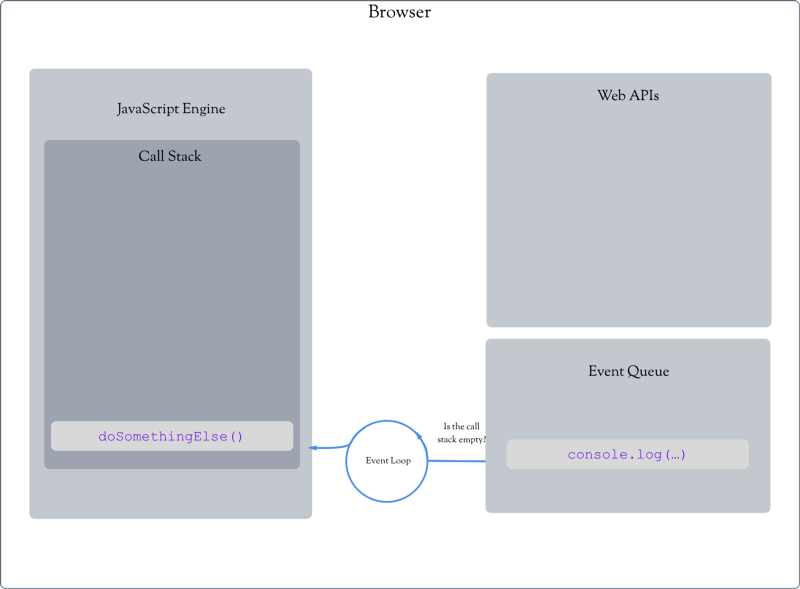 Browser
JavaScript Engine
Call Stack
doSomethingElse()
Event Loop
Is the call
stack empty?
Web APIs
Event Queue
console.log(…)